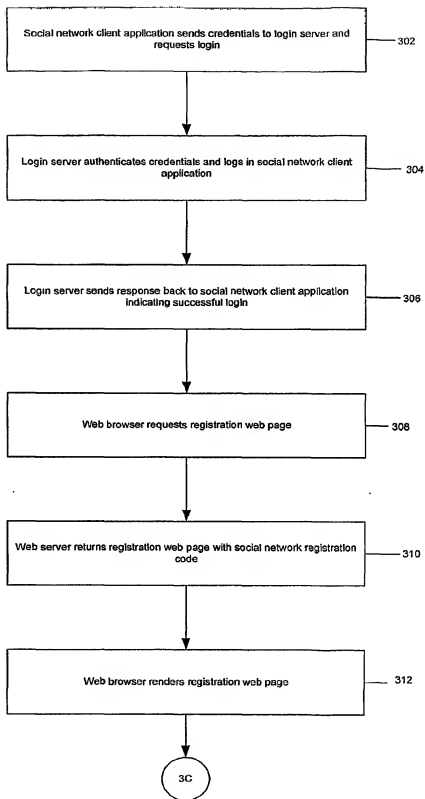 Social network client application sends credentials to login server and
requests login
302
Login server authenticates credentials and logs in social network client
application
304
Login server sends response back to social network client application
indicating successful login
306
Web browser requests registration web page
308
Web server returns registration web page with social network registration
code
310
Web browser renders registration web page
312
3C